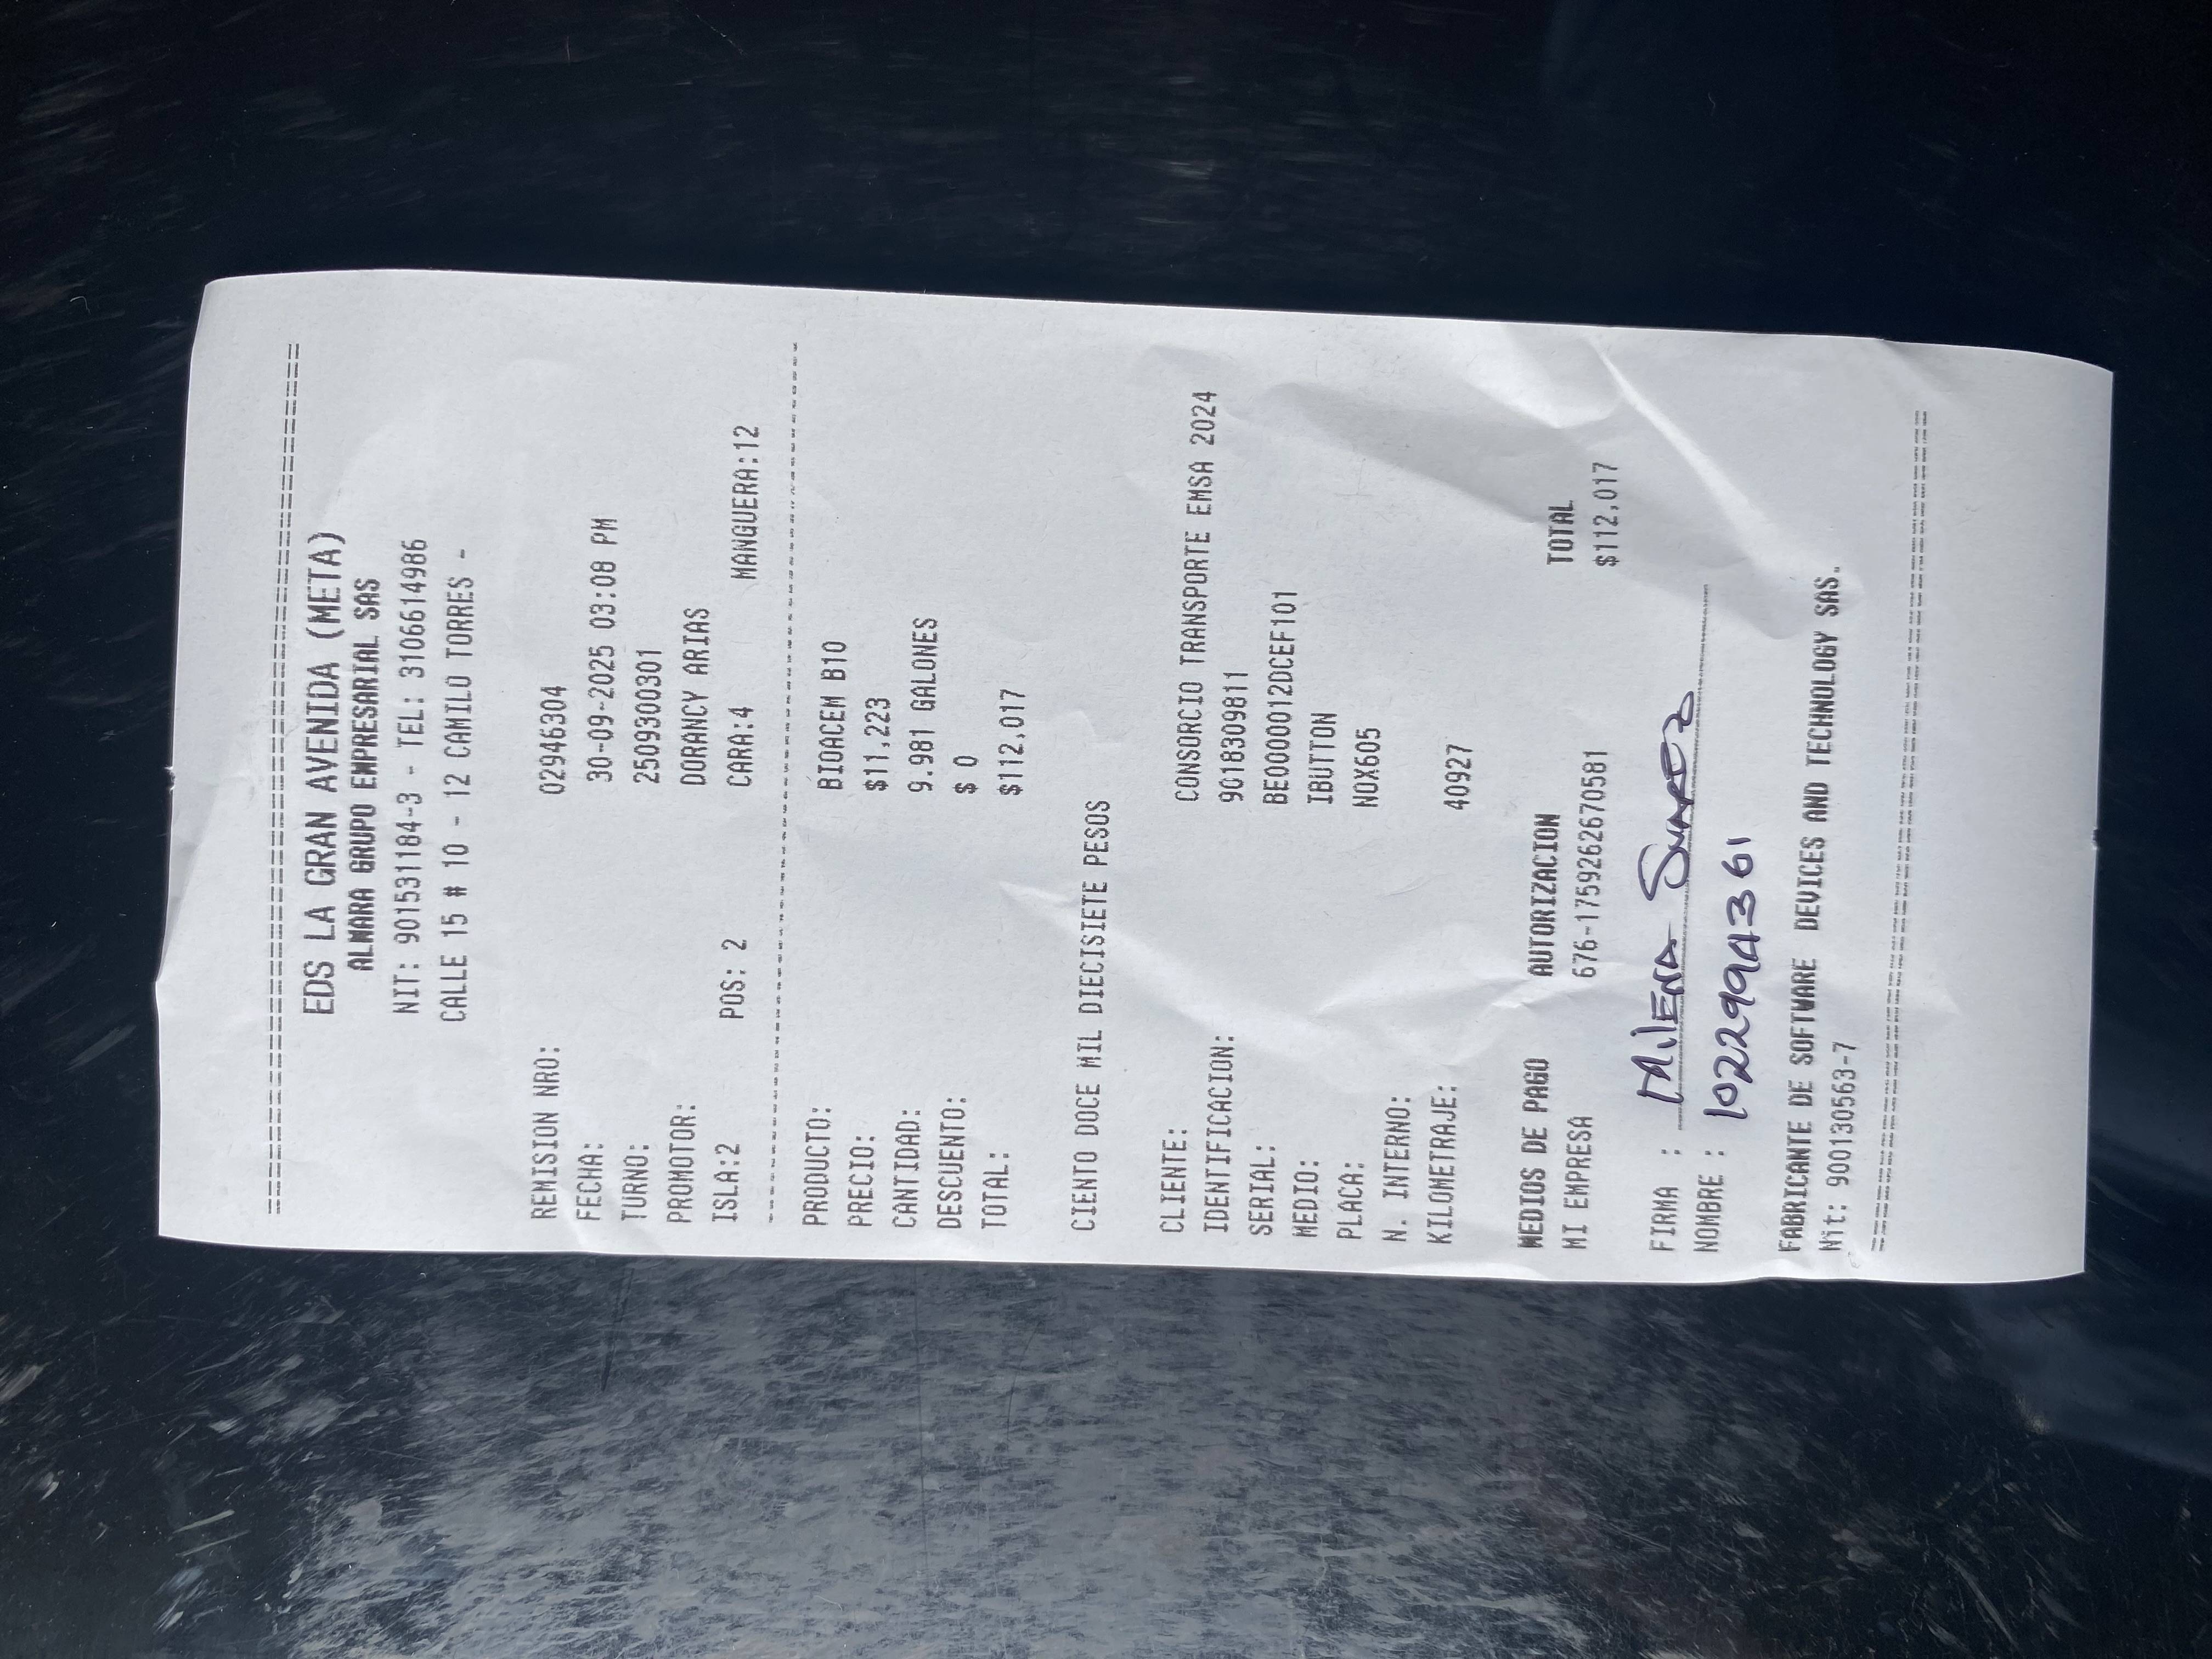 EDS LA GRAN AVENIDA (META)
ALMARA GRUPO EMPRESARIAL SAS
NIT: 901531184-3 - TEL: 3106614986
CALLE 15 # 10 - 12 CAMILO TORRES -
REMISION NRO: 02946304
FECHA: 30-09-2025 03:08 PM
TURNO: 2509300301
PROMOTOR: DORANCY ARIAS
ISLA:2 POS: 2 CARA:4 MANGUERA:12
PRODUCTO: BIOACEM B10
PRECIO: $11,223
CANTIDAD: 9.981 GALONES
DESCUENTO: $ 0
TOTAL: $112,017
CIENTO DOCE MIL DIECISIETE PESOS
CLIENTE: CONSORCIO TRANSPORTE EMSA 2024
IDENTIFICACION: 9018309811
SERIAL: BE0000012DCEF101
MEDIO: IBUTTON
PLACA: NOX605
N. INTERNO:
KILOMETRAJE: 40927
MEDIOS DE PAGO AUTORIZACION TOTAL
MI EMPRESA 676-1759262670581 $112,017
FIRMA : Milena Suarez
NOMBRE : 1022994361
FABRICANTE DE SOFTWARE DEVICES AND TECHNOLOGY SAS.
Nit: 900130563-7